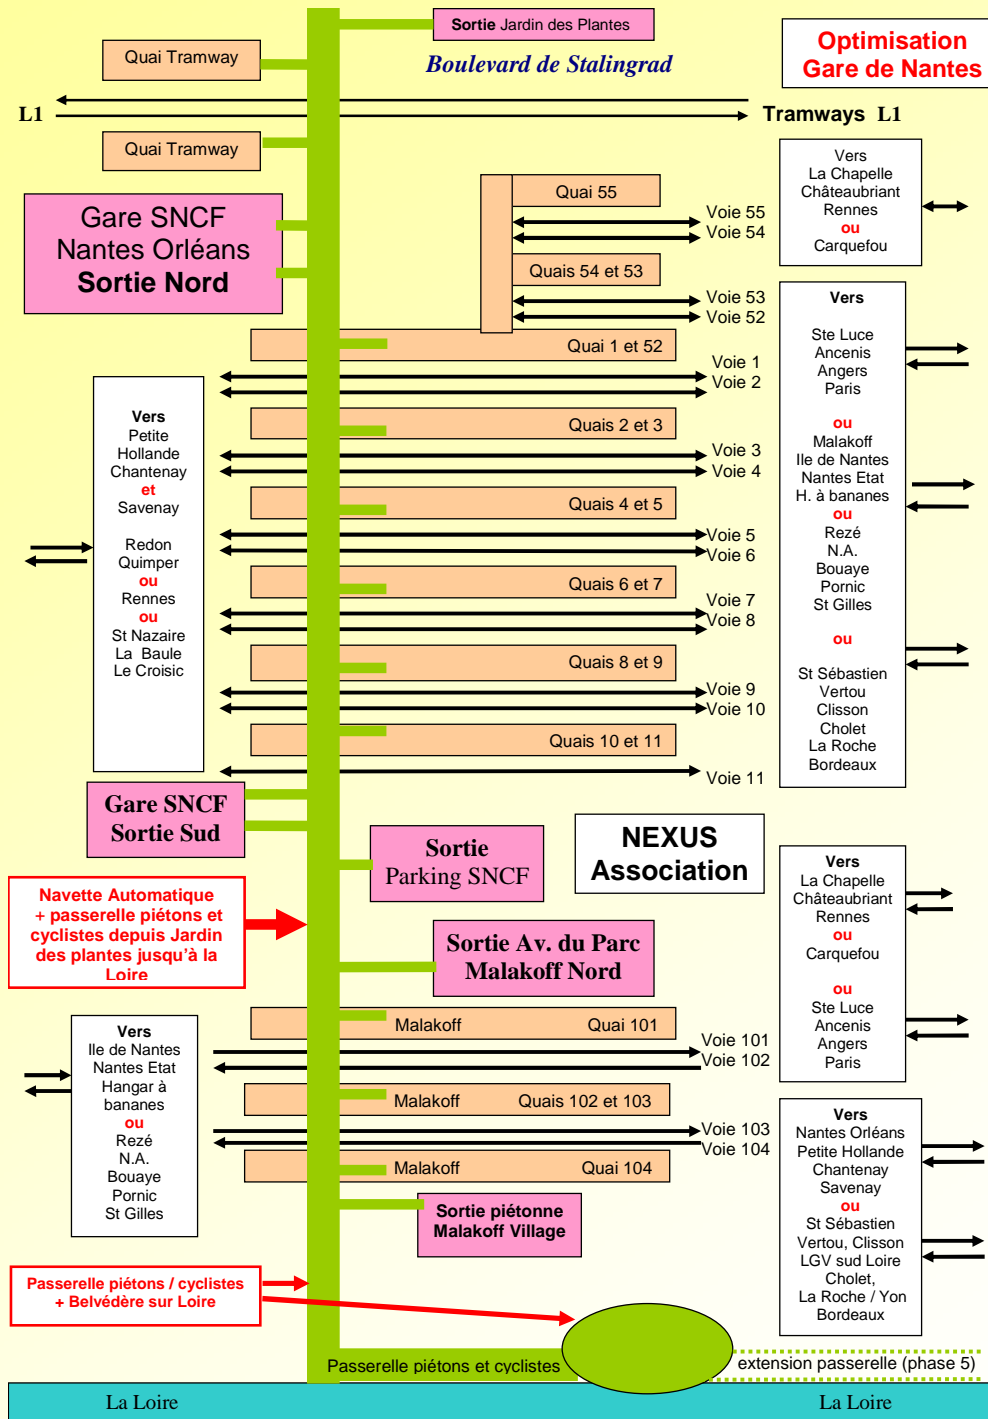 Sortie Jardin des Plantes
Optimisation
Gare de Nantes
Quai Tramway
Boulevard de Stalingrad
L1
Tramways L1
Quai Tramway
Vers
La Chapelle
Châteaubriant
Rennes
ou
Carquefou
Gare SNCF
Nantes Orléans
Sortie Nord
Quai 55
Voie 55
Voie 54
Quais 54 et 53
Voie 53
Voie 52
Quai 1 et 52
Voie 1
Voie 2
Quais 2 et 3
Voie 3
Voie 4
Quais 4 et 5
Voie 5
Voie 6
Quais 6 et 7
Voie 7
Voie 8
Quais 8 et 9
Voie 9
Voie 10
Quais 10 et 11
Voie 11
Vers
Ste Luce
Ancenis
Angers
Paris
ou
Malakoff
Ile de Nantes
Nantes Etat
H. à bananes
ou
Rezé
N.A.
Bouaye
Pornic
St Gilles
ou
St Sébastien
Vertou
Clisson
Cholet
La Roche
Bordeaux
Vers
Petite
Hollande
Chantenay
et
Savenay
Redon
Quimper
ou
Rennes
ou
St Nazaire
La Baule
Le Croisic
Gare SNCF
Sortie Sud
Sortie
Parking SNCF
NEXUS
Association
Navette Automatique
+ passerelle piétons et
cyclistes depuis Jardin
des plantes jusqu'à la
Loire
Sortie Av. du Parc
Malakoff Nord
Vers
La Chapelle
Châteaubriant
Rennes
ou
Carquefou
ou
Ste Luce
Ancenis
Angers
Paris
Malakoff Quai 101
Voie 101
Voie 102
Malakoff Quais 102 et 103
Voie 103
Voie 104
Malakoff Quai 104
Vers
Ile de Nantes
Nantes Etat
Hangar à
bananes
ou
Rezé
N.A.
Bouaye
Pornic
St Gilles
Vers
Nantes Orléans
Petite Hollande
Chantenay
Savenay
ou
St Sébastien
Vertou, Clisson
LGV sud Loire
Cholet,
La Roche / Yon
Bordeaux
Sortie piétonne
Malakoff Village
Passerelle piétons / cyclistes
+ Belvédère sur Loire
Passerelle piétons et cyclistes
extension passerelle (phase 5)
La Loire
La Loire